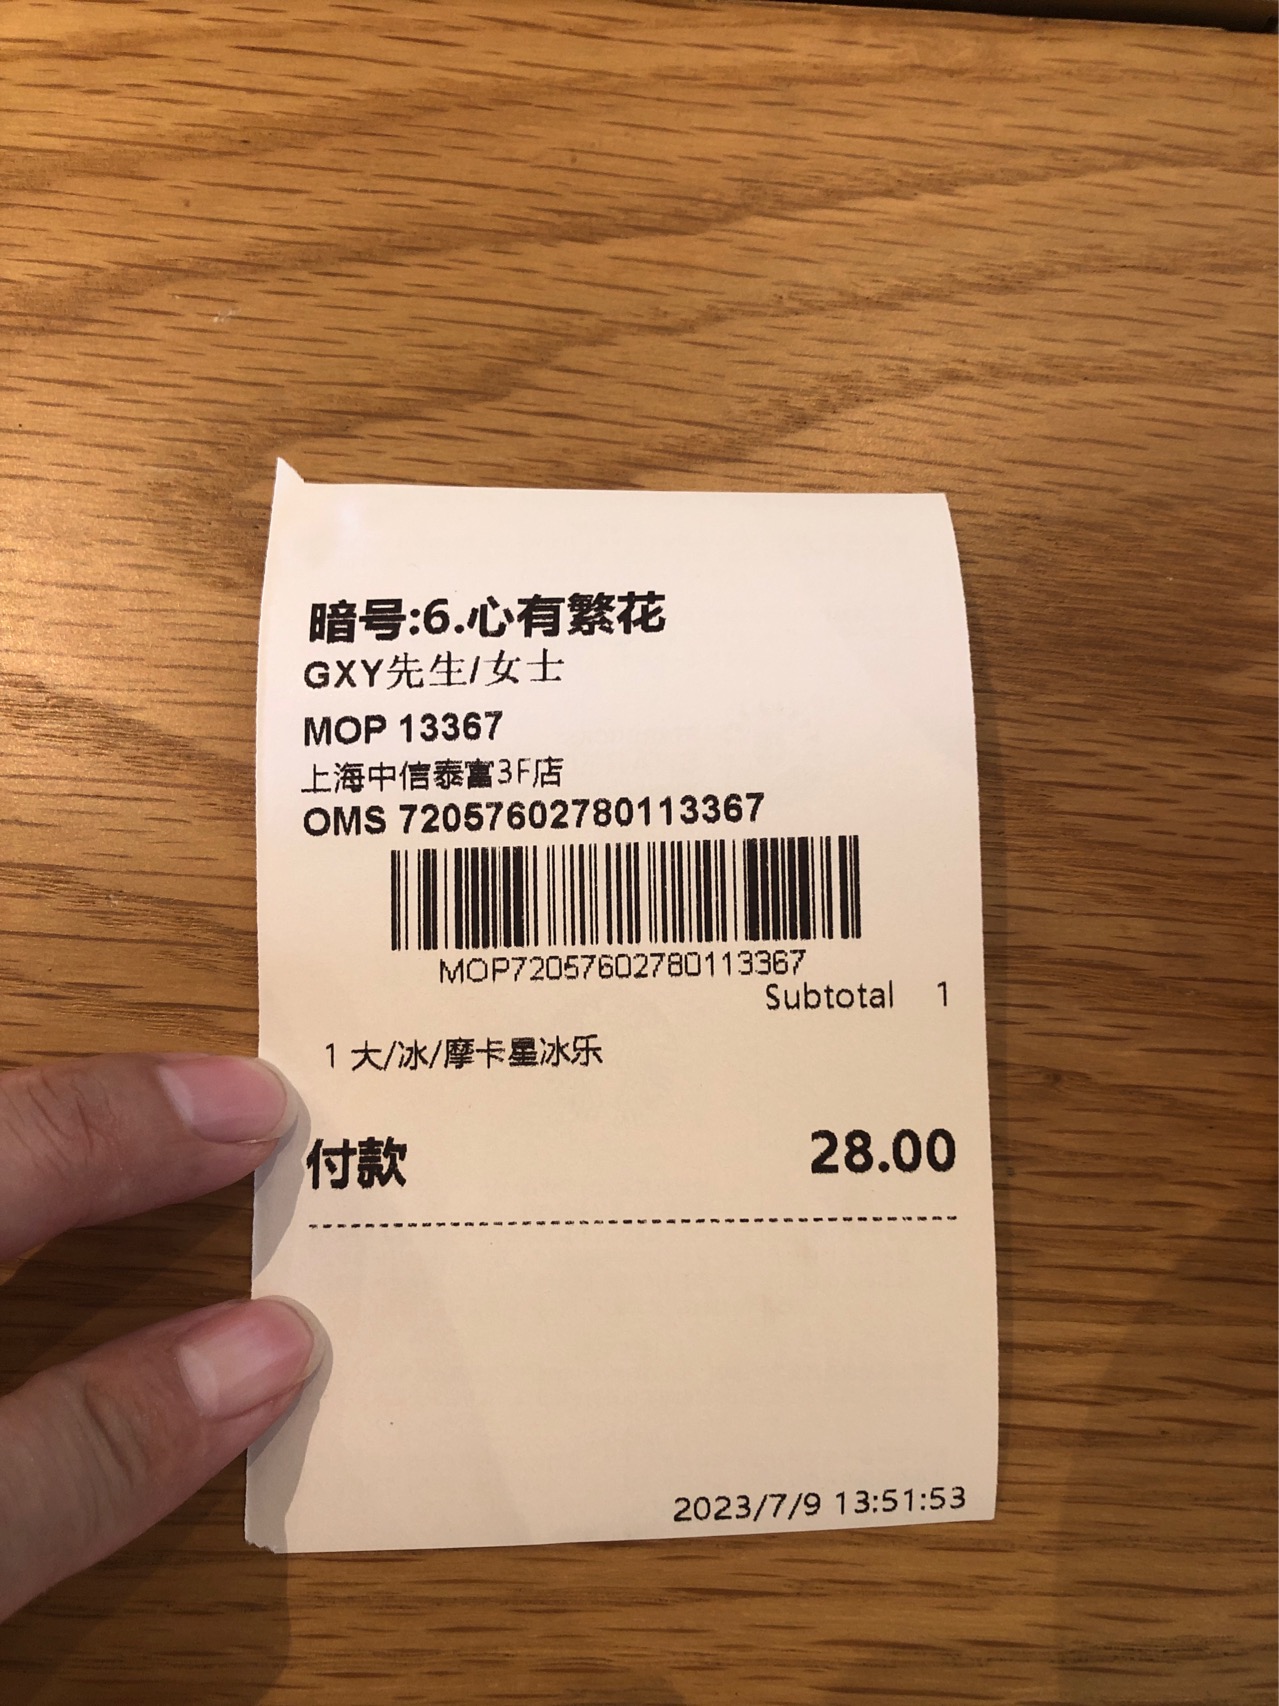 暗号:6.心有繁花
GXY先生/女士
MOP 13367
上海中信泰富3F店
OMS 72057602780113367
MOP72057602780113367
Subtotal 1
1 大/冰/摩卡星冰乐
付款 28.00
2023/7/9 13:51:53